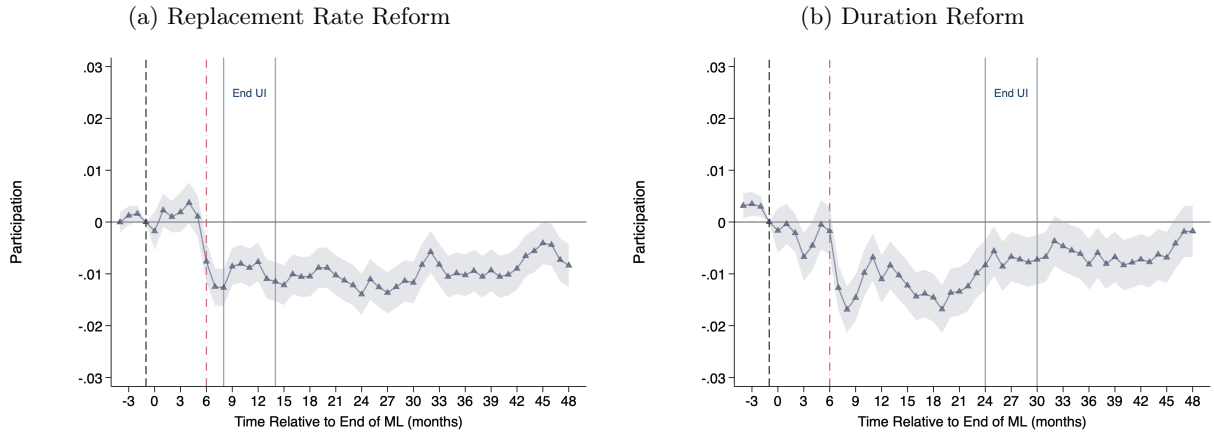 (a) Replacement Rate Reform
.03
.02
.01
0
-.01
-.02
-.03
Participation
End UI
-3 0 3 6 9 12 15 18 21 24 27 30 33 36 39 42 45 48
Time Relative to End of ML (months)
(b) Duration Reform
.03
.02
.01
0
-.01
-.02
-.03
Participation
End UI
-3 0 3 6 9 12 15 18 21 24 27 30 33 36 39 42 45 48
Time Relative to End of ML (months)